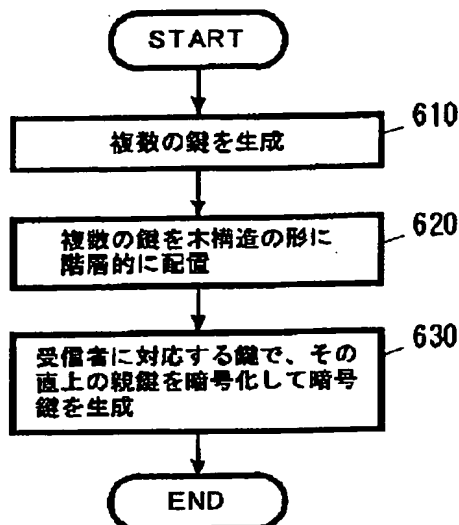 START
複数の鍵を生成
610
複数の鍵を木構造の形に
階層的に配置
620
受信者に対応する鍵で、その
直上の親鍵を暗号化して暗号
鍵を生成
630
END